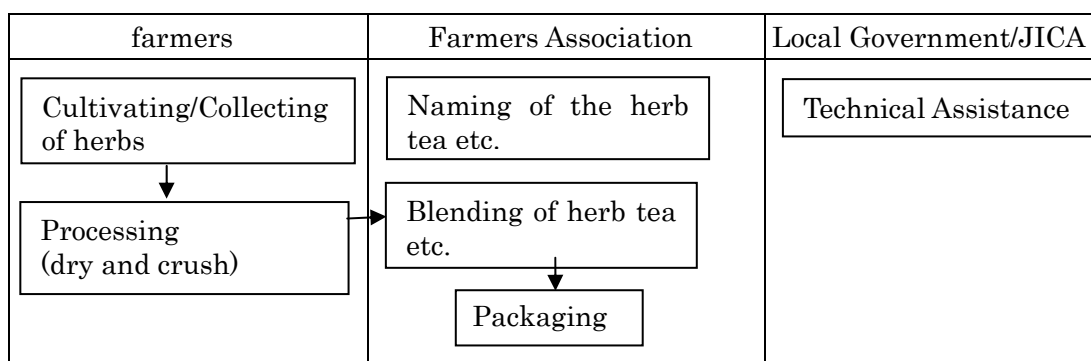 farmers
Farmers Association
Local Government/JICA
Cultivating/Collecting
of herbs
Naming of the herb
tea etc.
Technical Assistance
Processing
(dry and crush)
Blending of herb tea
etc.
Packaging